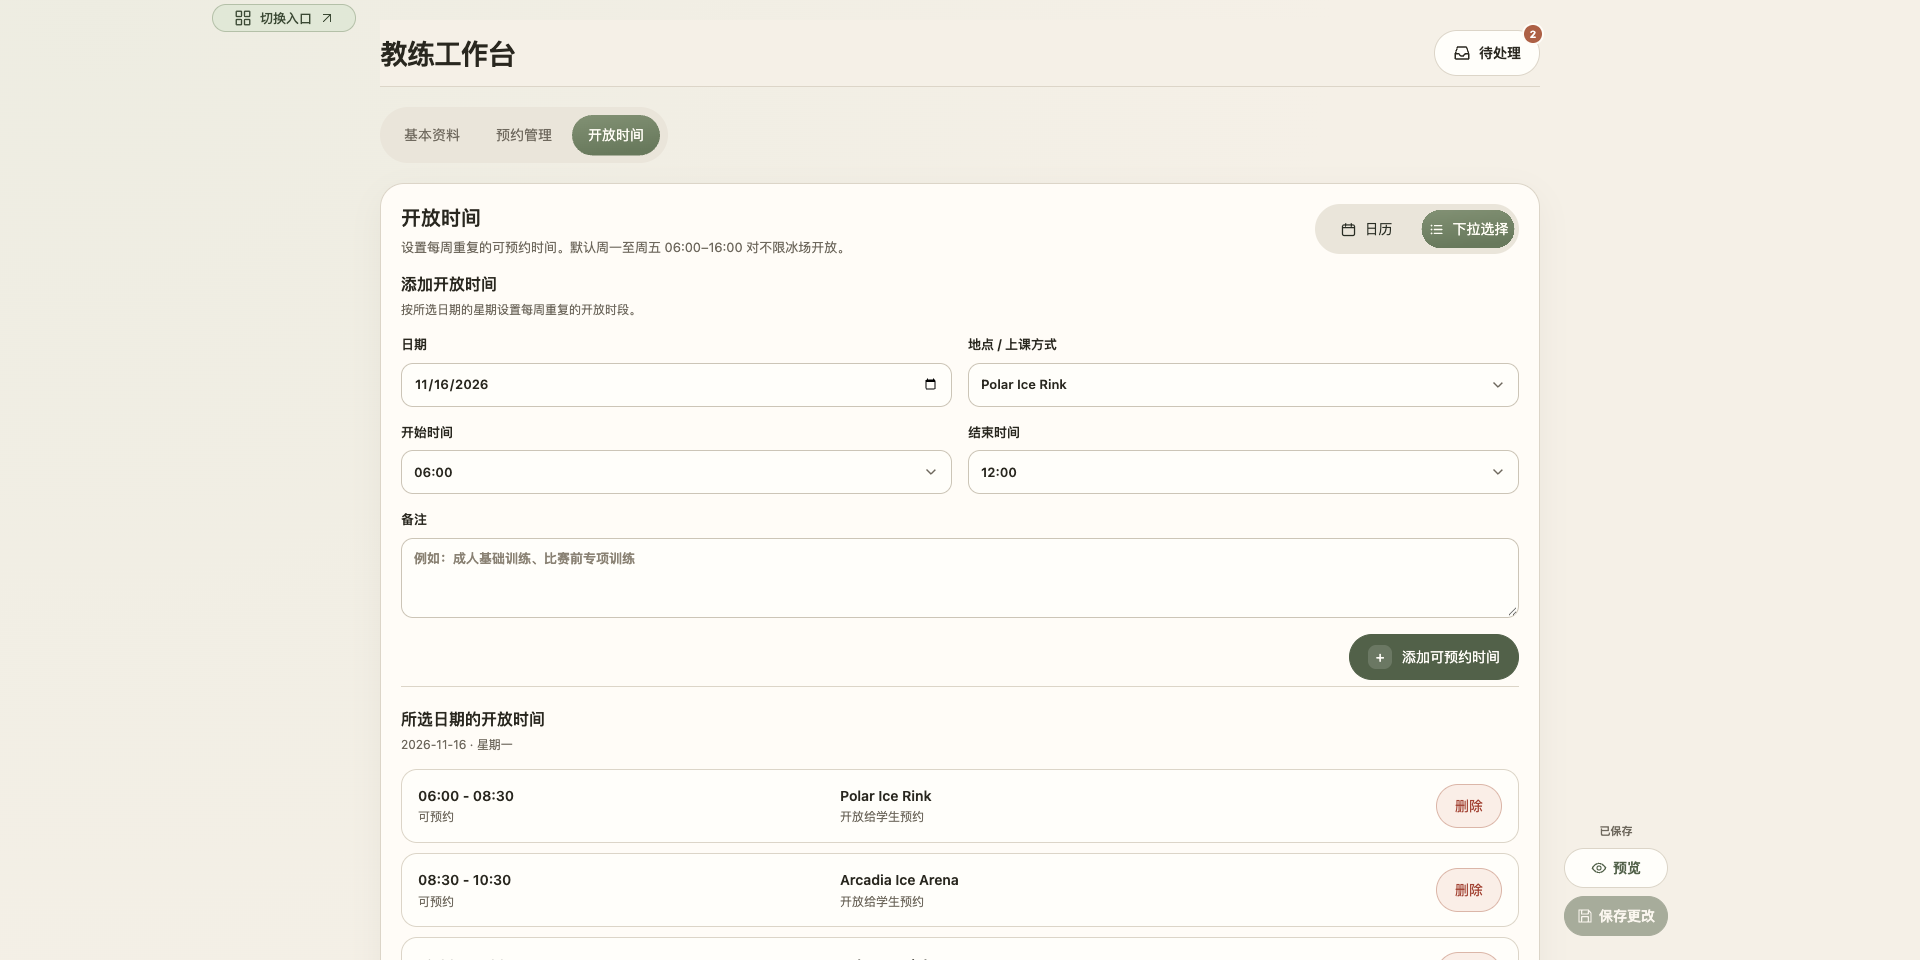 切换入口
教练工作台
待处理
2
基本资料
预约管理
开放时间
开放时间
日历
下拉选择
设置每周重复的可预约时间。默认周一至周五 06:00–16:00 对不限冰场开放。
添加开放时间
按所选日期的星期设置每周重复的开放时段。
日期
地点 / 上课方式
11/16/2026
Polar Ice Rink
开始时间
结束时间
06:00
12:00
备注
例如：成人基础训练、比赛前专项训练
+ 添加可预约时间
所选日期的开放时间
2026-11-16 · 星期一
06:00 - 08:30
Polar Ice Rink
可预约
开放给学生预约
删除
08:30 - 10:30
Arcadia Ice Arena
可预约
开放给学生预约
删除
已保存
预览
保存更改